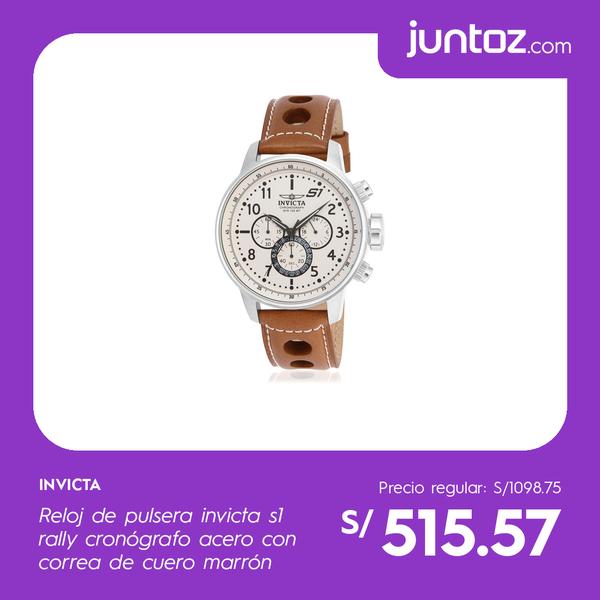 juntoz.com
S1
INVICTA
INVICTA
Reloj de pulsera invicta s1
rally cronógrafo acero con
correa de cuero marrón
Precio regular: S/1098.75
S/ 515.57